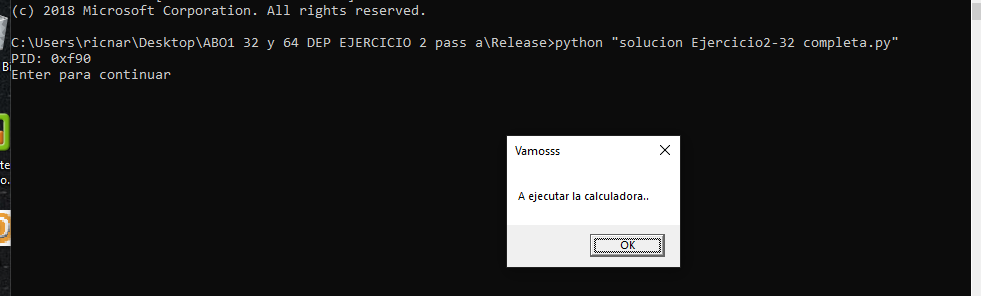 (c) 2018 Microsoft Corporation. All rights reserved.
C:\Users\ricnar\Desktop\ABO1 32 y 64 DEP EJERCICIO 2 pass a\Release>python "solucion Ejercicio2-32 completa.py"
PID: 0xf90
Enter para continuar
Vamosss
A ejecutar la calculadora..
OK